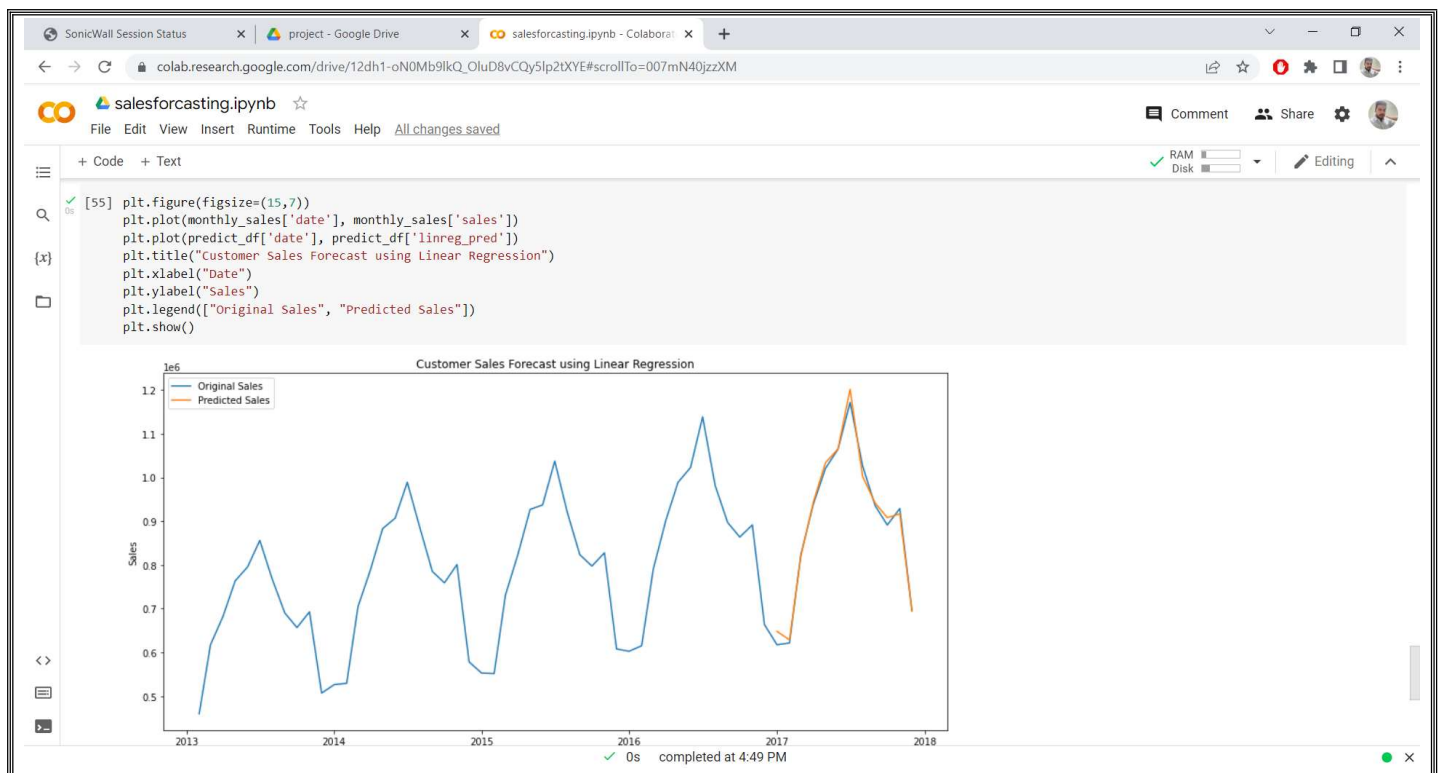 SonicWall Session Status
project - Google Drive
salesforcasting.ipynb - Colaborat
colab.research.google.com/drive/12dh1-oN0Mb9lkQ_OluD8vCQy5lp2tXYE#scrollTo=007mN40jzzXM
CO
salesforcasting.ipynb
Comment
Share
File Edit View Insert Runtime Tools Help All changes saved
+ Code + Text
RAM
Disk
Editing
0s
[55] plt.figure(figsize=(15,7))
plt.plot(monthly_sales['date'], monthly_sales['sales'])
plt.plot(predict_df['date'], predict_df['linreg_pred'])
plt.title("Customer Sales Forecast using Linear Regression")
{x}
plt.xlabel("Date")
plt.ylabel("Sales")
plt.legend(["Original Sales", "Predicted Sales"])
plt.show()
Customer Sales Forecast using Linear Regression
1e6
Original Sales
Predicted Sales
1.2
1.1
1.0
0.9
0.8
0.7
0.6
0.5
Sales
2013 2014 2015 2016 2017 2018
0s completed at 4:49 PM